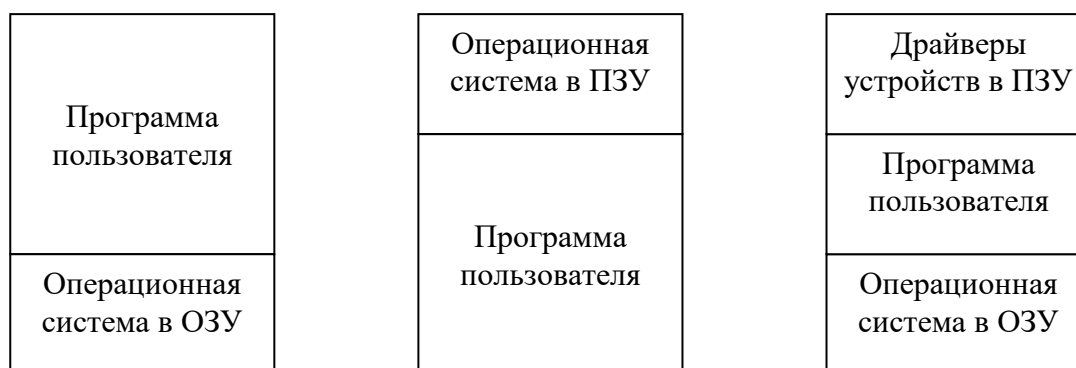 Программа
пользователя
Операционная
система в ОЗУ
Операционная
система в ПЗУ
Программа
пользователя
Драйверы
устройств в ПЗУ
Программа
пользователя
Операционная
система в ОЗУ